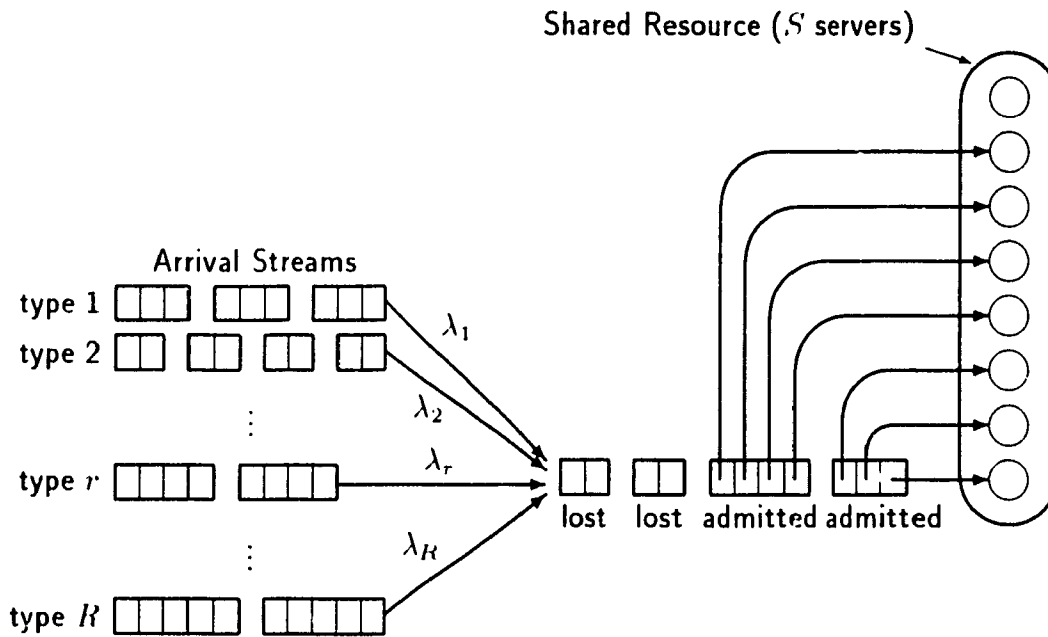 Shared Resource (S servers)
Arrival Streams
type 1
λ1
type 2
λ2
⋮
type r
λr
lost lost admitted admitted
⋮
λR
type R